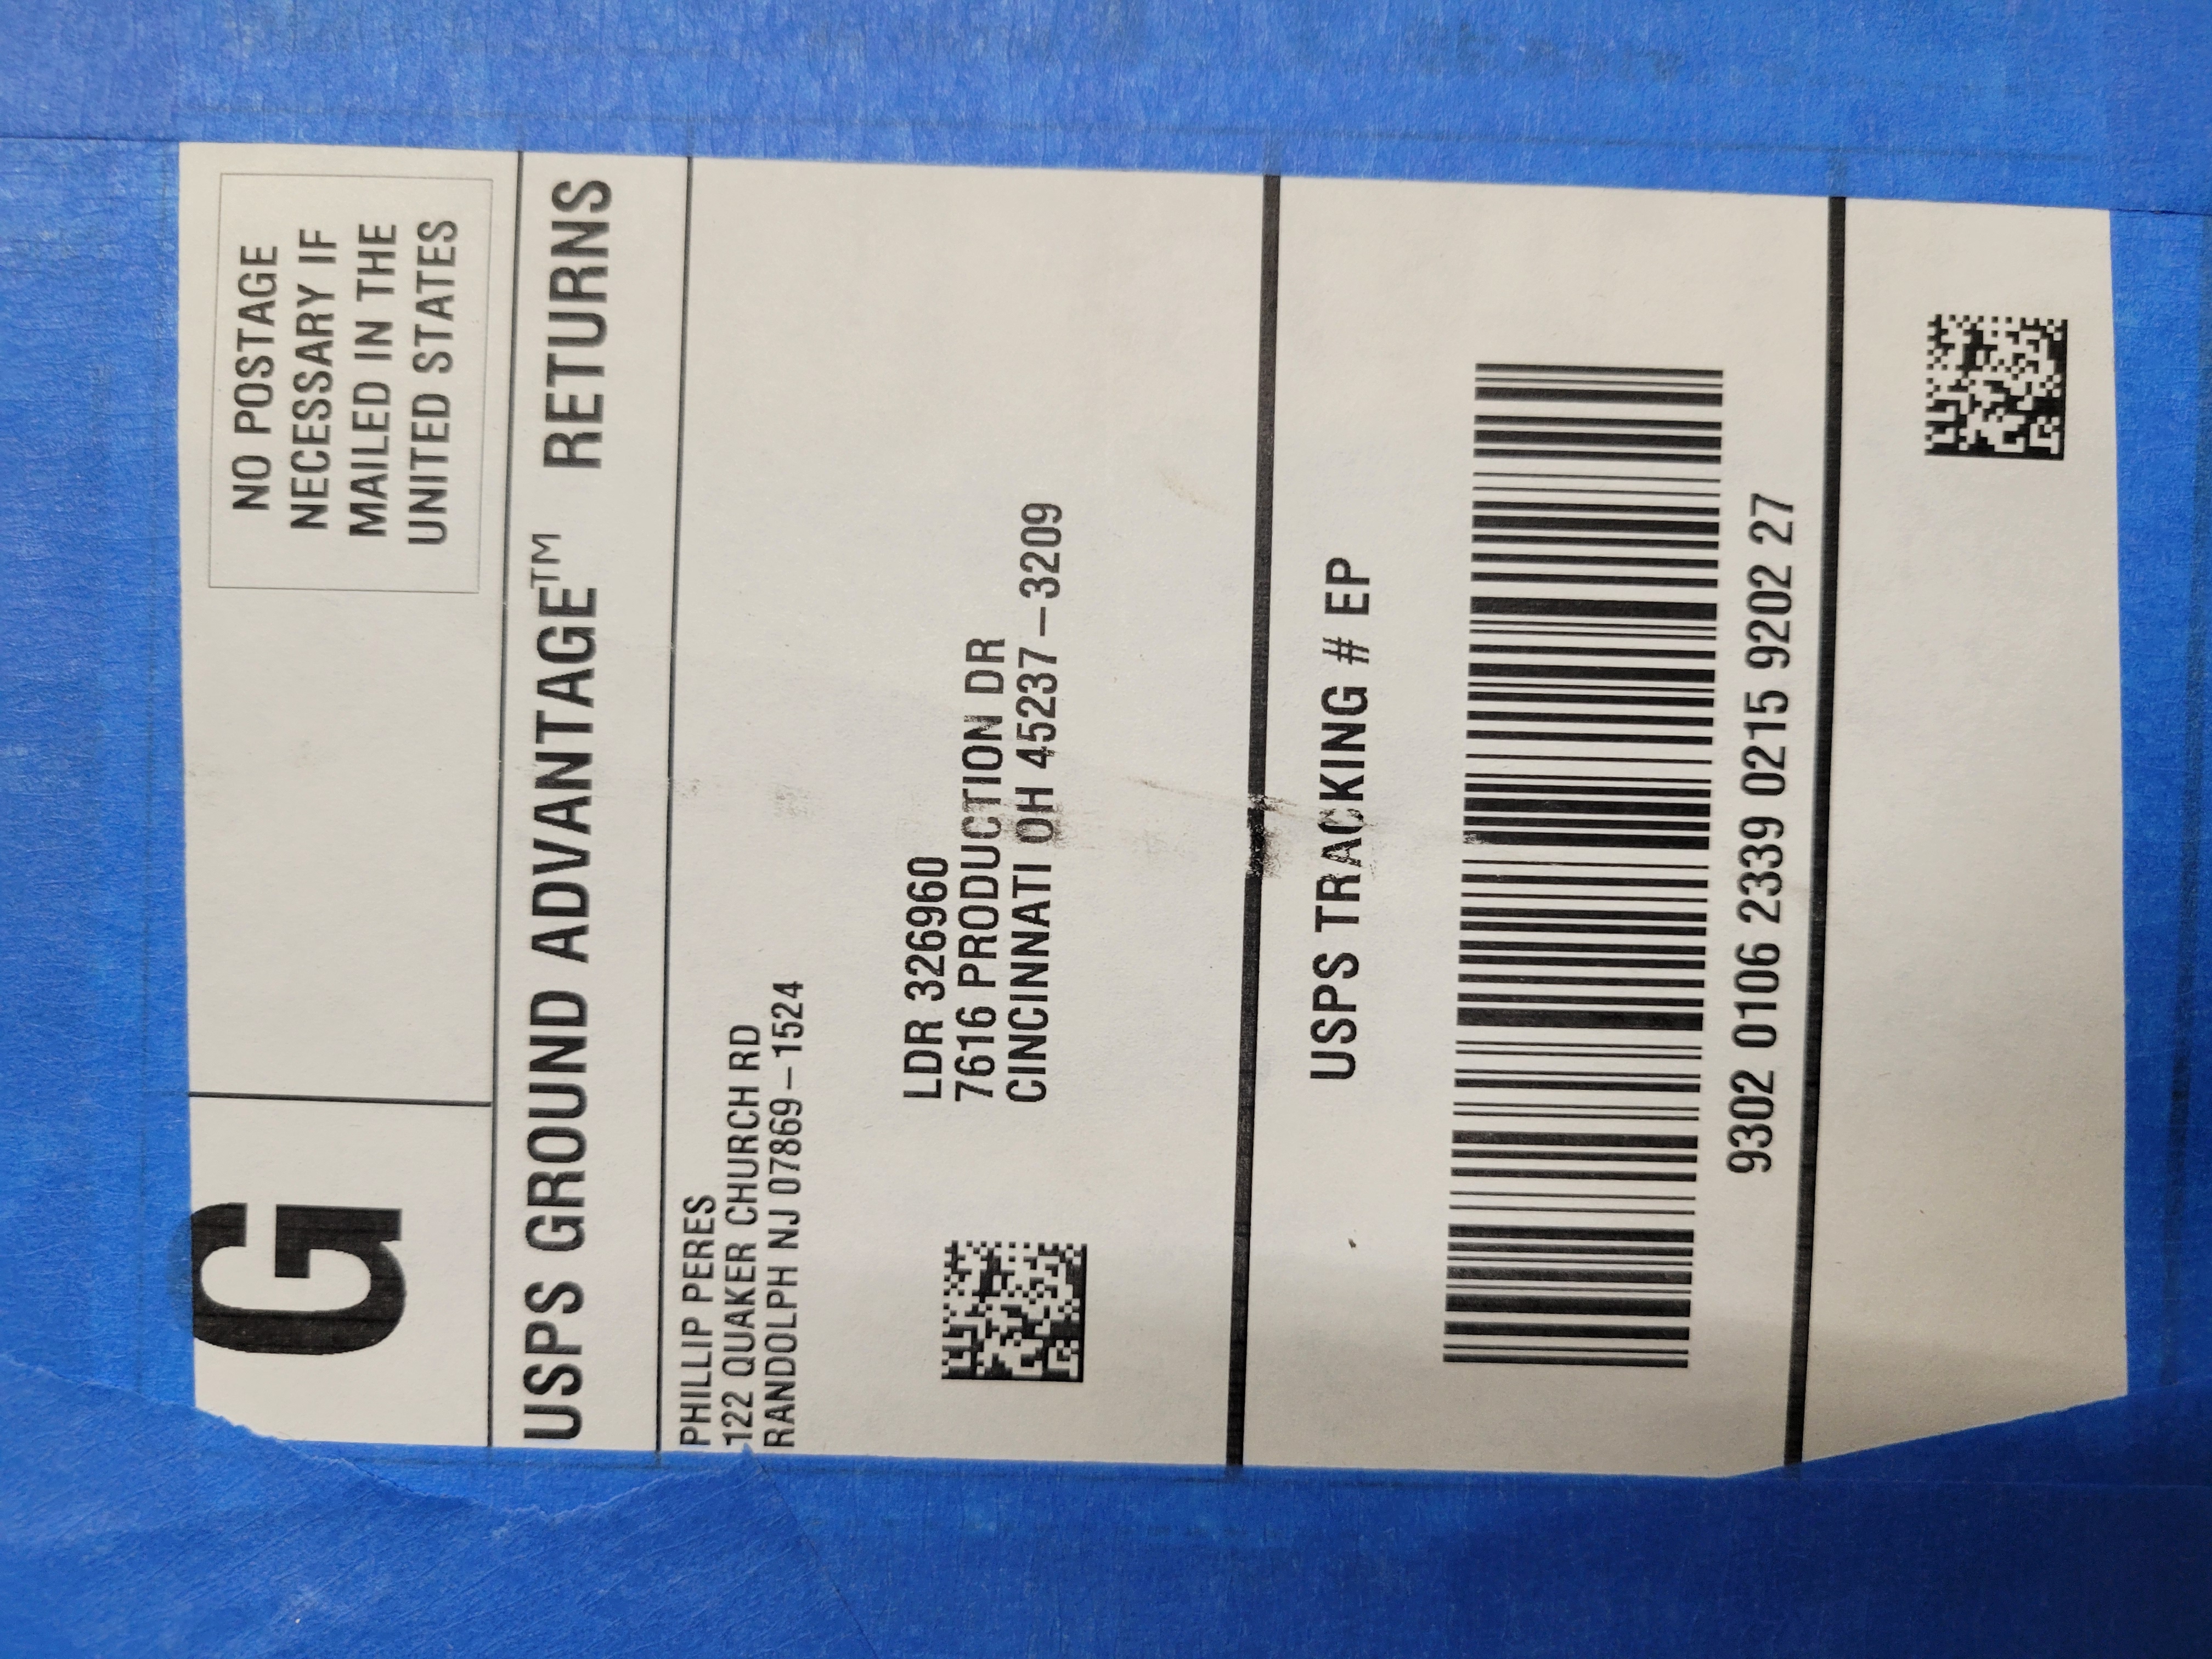 G
NO POSTAGE
NECESSARY IF
MAILED IN THE
UNITED STATES
USPS GROUND ADVANTAGE™ RETURNS
PHILLIP PERES
122 QUAKER CHURCH RD
RANDOLPH NJ 07869-1524
LDR 326960
7616 PRODUCTION DR
CINCINNATI OH 45237-3209
USPS TRACKING # EP
9302 0106 2339 0215 9202 27